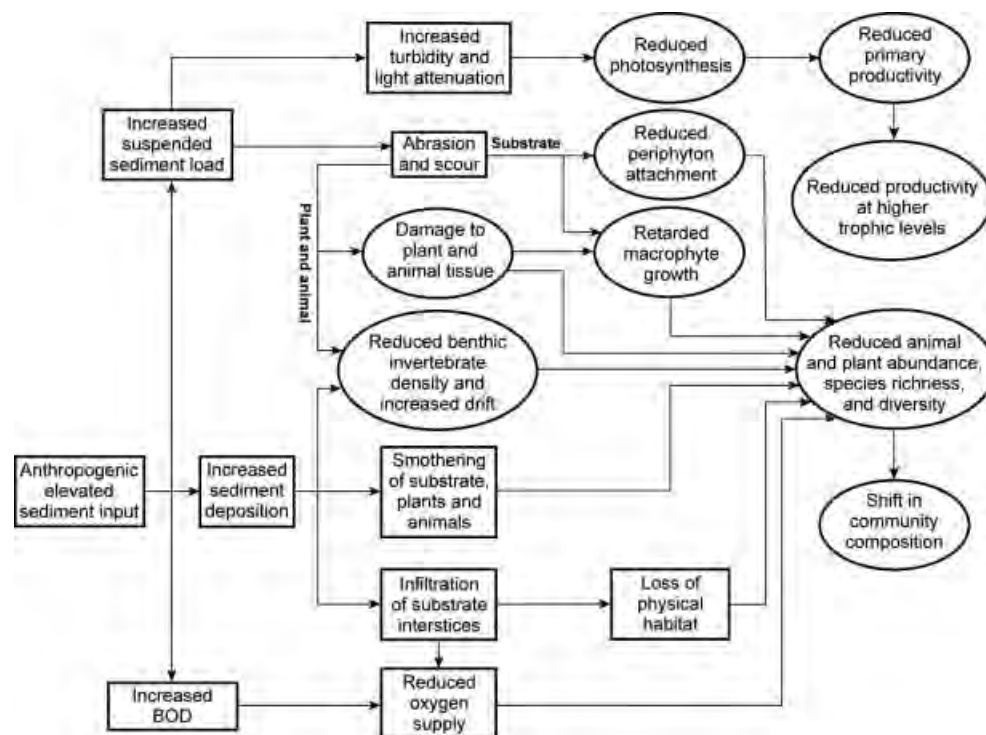 Increased
turbidity and
light attenuation
Reduced
photosynthesis
Reduced
primary
productivity
Increased
suspended
sediment load
Abrasion
and scour
Substrate
Reduced
periphyton
attachment
Reduced productivity
at higher
trophic levels
Plant and animal
Damage to
plant and
animal tissue
Retarded
macrophyte
growth
Reduced benthic
invertebrate
density and
increased drift
Reduced animal
and plant abundance,
species richness,
and diversity
Anthropogenic
elevated
sediment input
Increased
sediment
deposition
Smothering
of substrate,
plants and
animals
Shift in
community
composition
Infiltration
of substrate
interstices
Loss of
physical
habitat
Increased
BOD
Reduced
oxygen
supply